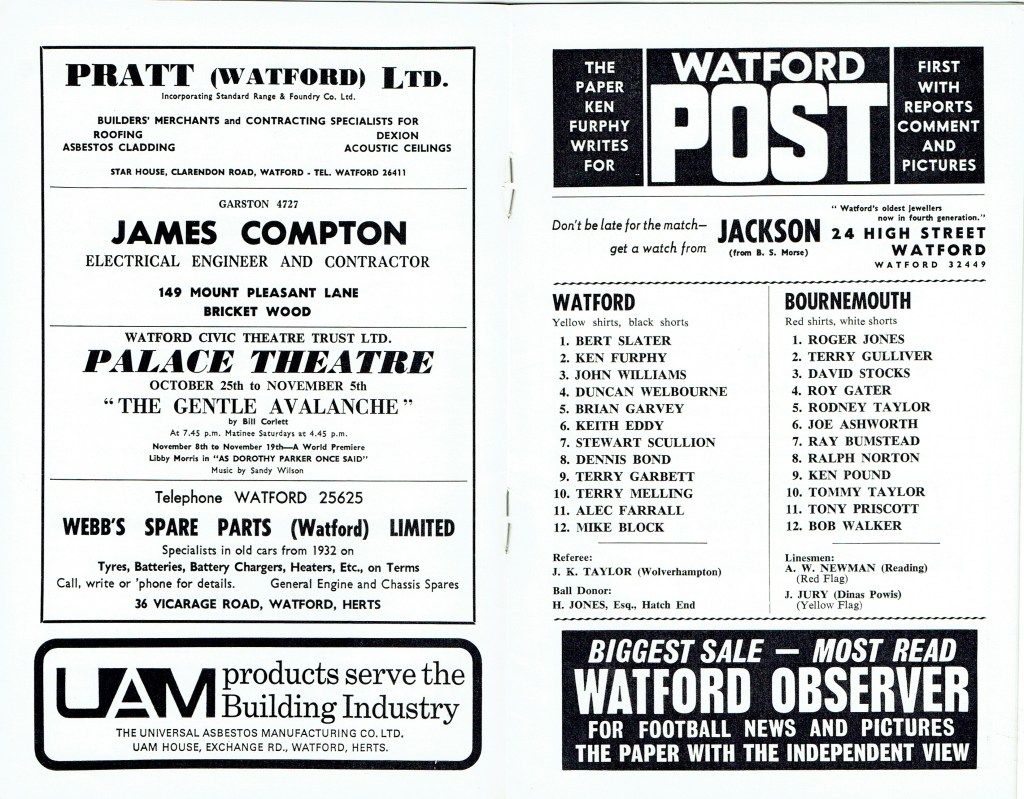 PRATT (WATFORD) LTD.
Incorporating Standard Range & Foundry Co. Ltd.
BUILDERS' MERCHANTS and CONTRACTING SPECIALISTS FOR
ROOFING DEXION
ASBESTOS CLADDING ACOUSTIC CEILINGS
STAR HOUSE, CLARENDON ROAD, WATFORD - TEL. WATFORD 26411
GARSTON 4727
JAMES COMPTON
ELECTRICAL ENGINEER AND CONTRACTOR
149 MOUNT PLEASANT LANE
BRICKET WOOD
WATFORD CIVIC THEATRE TRUST LTD.
PALACE THEATRE
OCTOBER 25th to NOVEMBER 5th
"THE GENTLE AVALANCHE"
by Bill Corlett
At 7.45 p.m. Matinee Saturdays at 4.45 p.m.
November 8th to November 19th—A World Premiere
Libby Morris in "AS DOROTHY PARKER ONCE SAID"
Music by Sandy Wilson
Telephone WATFORD 25625
WEBB'S SPARE PARTS (Watford) LIMITED
Specialists in old cars from 1932 on
Tyres, Batteries, Battery Chargers, Heaters, Etc., on Terms
Call, write or 'phone for details. General Engine and Chassis Spares
36 VICARAGE ROAD, WATFORD, HERTS
UAM products serve the
Building Industry
THE UNIVERSAL ASBESTOS MANUFACTURING CO. LTD.
UAM HOUSE, EXCHANGE RD., WATFORD, HERTS.
THE
PAPER
KEN
FURPHY
WRITES
FOR
WATFORD
POST
FIRST
WITH
REPORTS
COMMENT
AND
PICTURES
Don't be late for the match—
get a watch from
JACKSON
(from B. S. Morse)
"Watford's oldest jewellers
now in fourth generation."
24 HIGH STREET
WATFORD
WATFORD 32449
WATFORD
Yellow shirts, black shorts
1. BERT SLATER
2. KEN FURPHY
3. JOHN WILLIAMS
4. DUNCAN WELBOURNE
5. BRIAN GARVEY
6. KEITH EDDY
7. STEWART SCULLION
8. DENNIS BOND
9. TERRY GARBETT
10. TERRY MELLING
11. ALEC FARRALL
12. MIKE BLOCK
Referee:
J. K. TAYLOR (Wolverhampton)
Ball Donor:
H. JONES, Esq., Hatch End
BOURNEMOUTH
Red shirts, white shorts
1. ROGER JONES
2. TERRY GULLIVER
3. DAVID STOCKS
4. ROY GATER
5. RODNEY TAYLOR
6. JOE ASHWORTH
7. RAY BUMSTEAD
8. RALPH NORTON
9. KEN POUND
10. TOMMY TAYLOR
11. TONY PRISCOTT
12. BOB WALKER
Linesmen:
A. W. NEWMAN (Reading)
(Red Flag)
J. JURY (Dinas Powis)
(Yellow Flag)
BIGGEST SALE — MOST READ
WATFORD OBSERVER
FOR FOOTBALL NEWS AND PICTURES
THE PAPER WITH THE INDEPENDENT VIEW